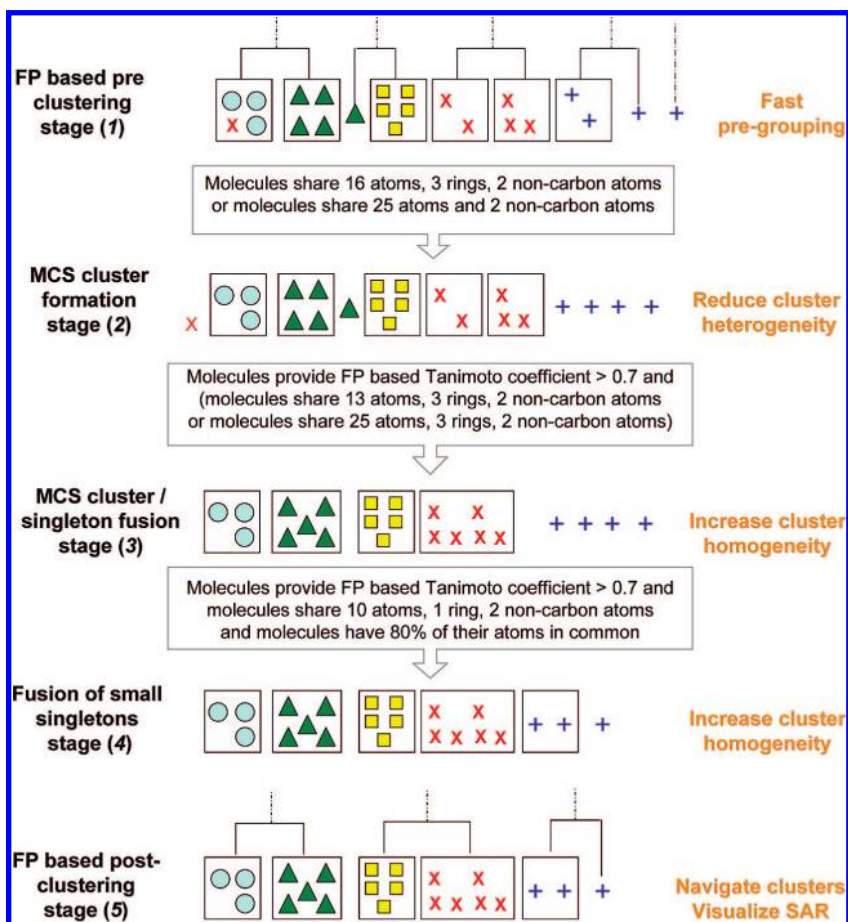 FP based pre
clustering
stage (1)
Fast
pre-grouping
Molecules share 16 atoms, 3 rings, 2 non-carbon atoms
or molecules share 25 atoms and 2 non-carbon atoms
MCS cluster
formation
stage (2)
Reduce cluster
heterogeneity
Molecules provide FP based Tanimoto coefficient > 0.7 and
(molecules share 13 atoms, 3 rings, 2 non-carbon atoms
or molecules share 25 atoms, 3 rings, 2 non-carbon atoms)
MCS cluster /
singleton fusion
stage (3)
Increase cluster
homogeneity
Molecules provide FP based Tanimoto coefficient > 0.7 and
molecules share 10 atoms, 1 ring, 2 non-carbon atoms
and molecules have 80% of their atoms in common
Fusion of small
singletons
stage (4)
Increase cluster
homogeneity
FP based post-
clustering
stage (5)
Navigate clusters
Visualize SAR